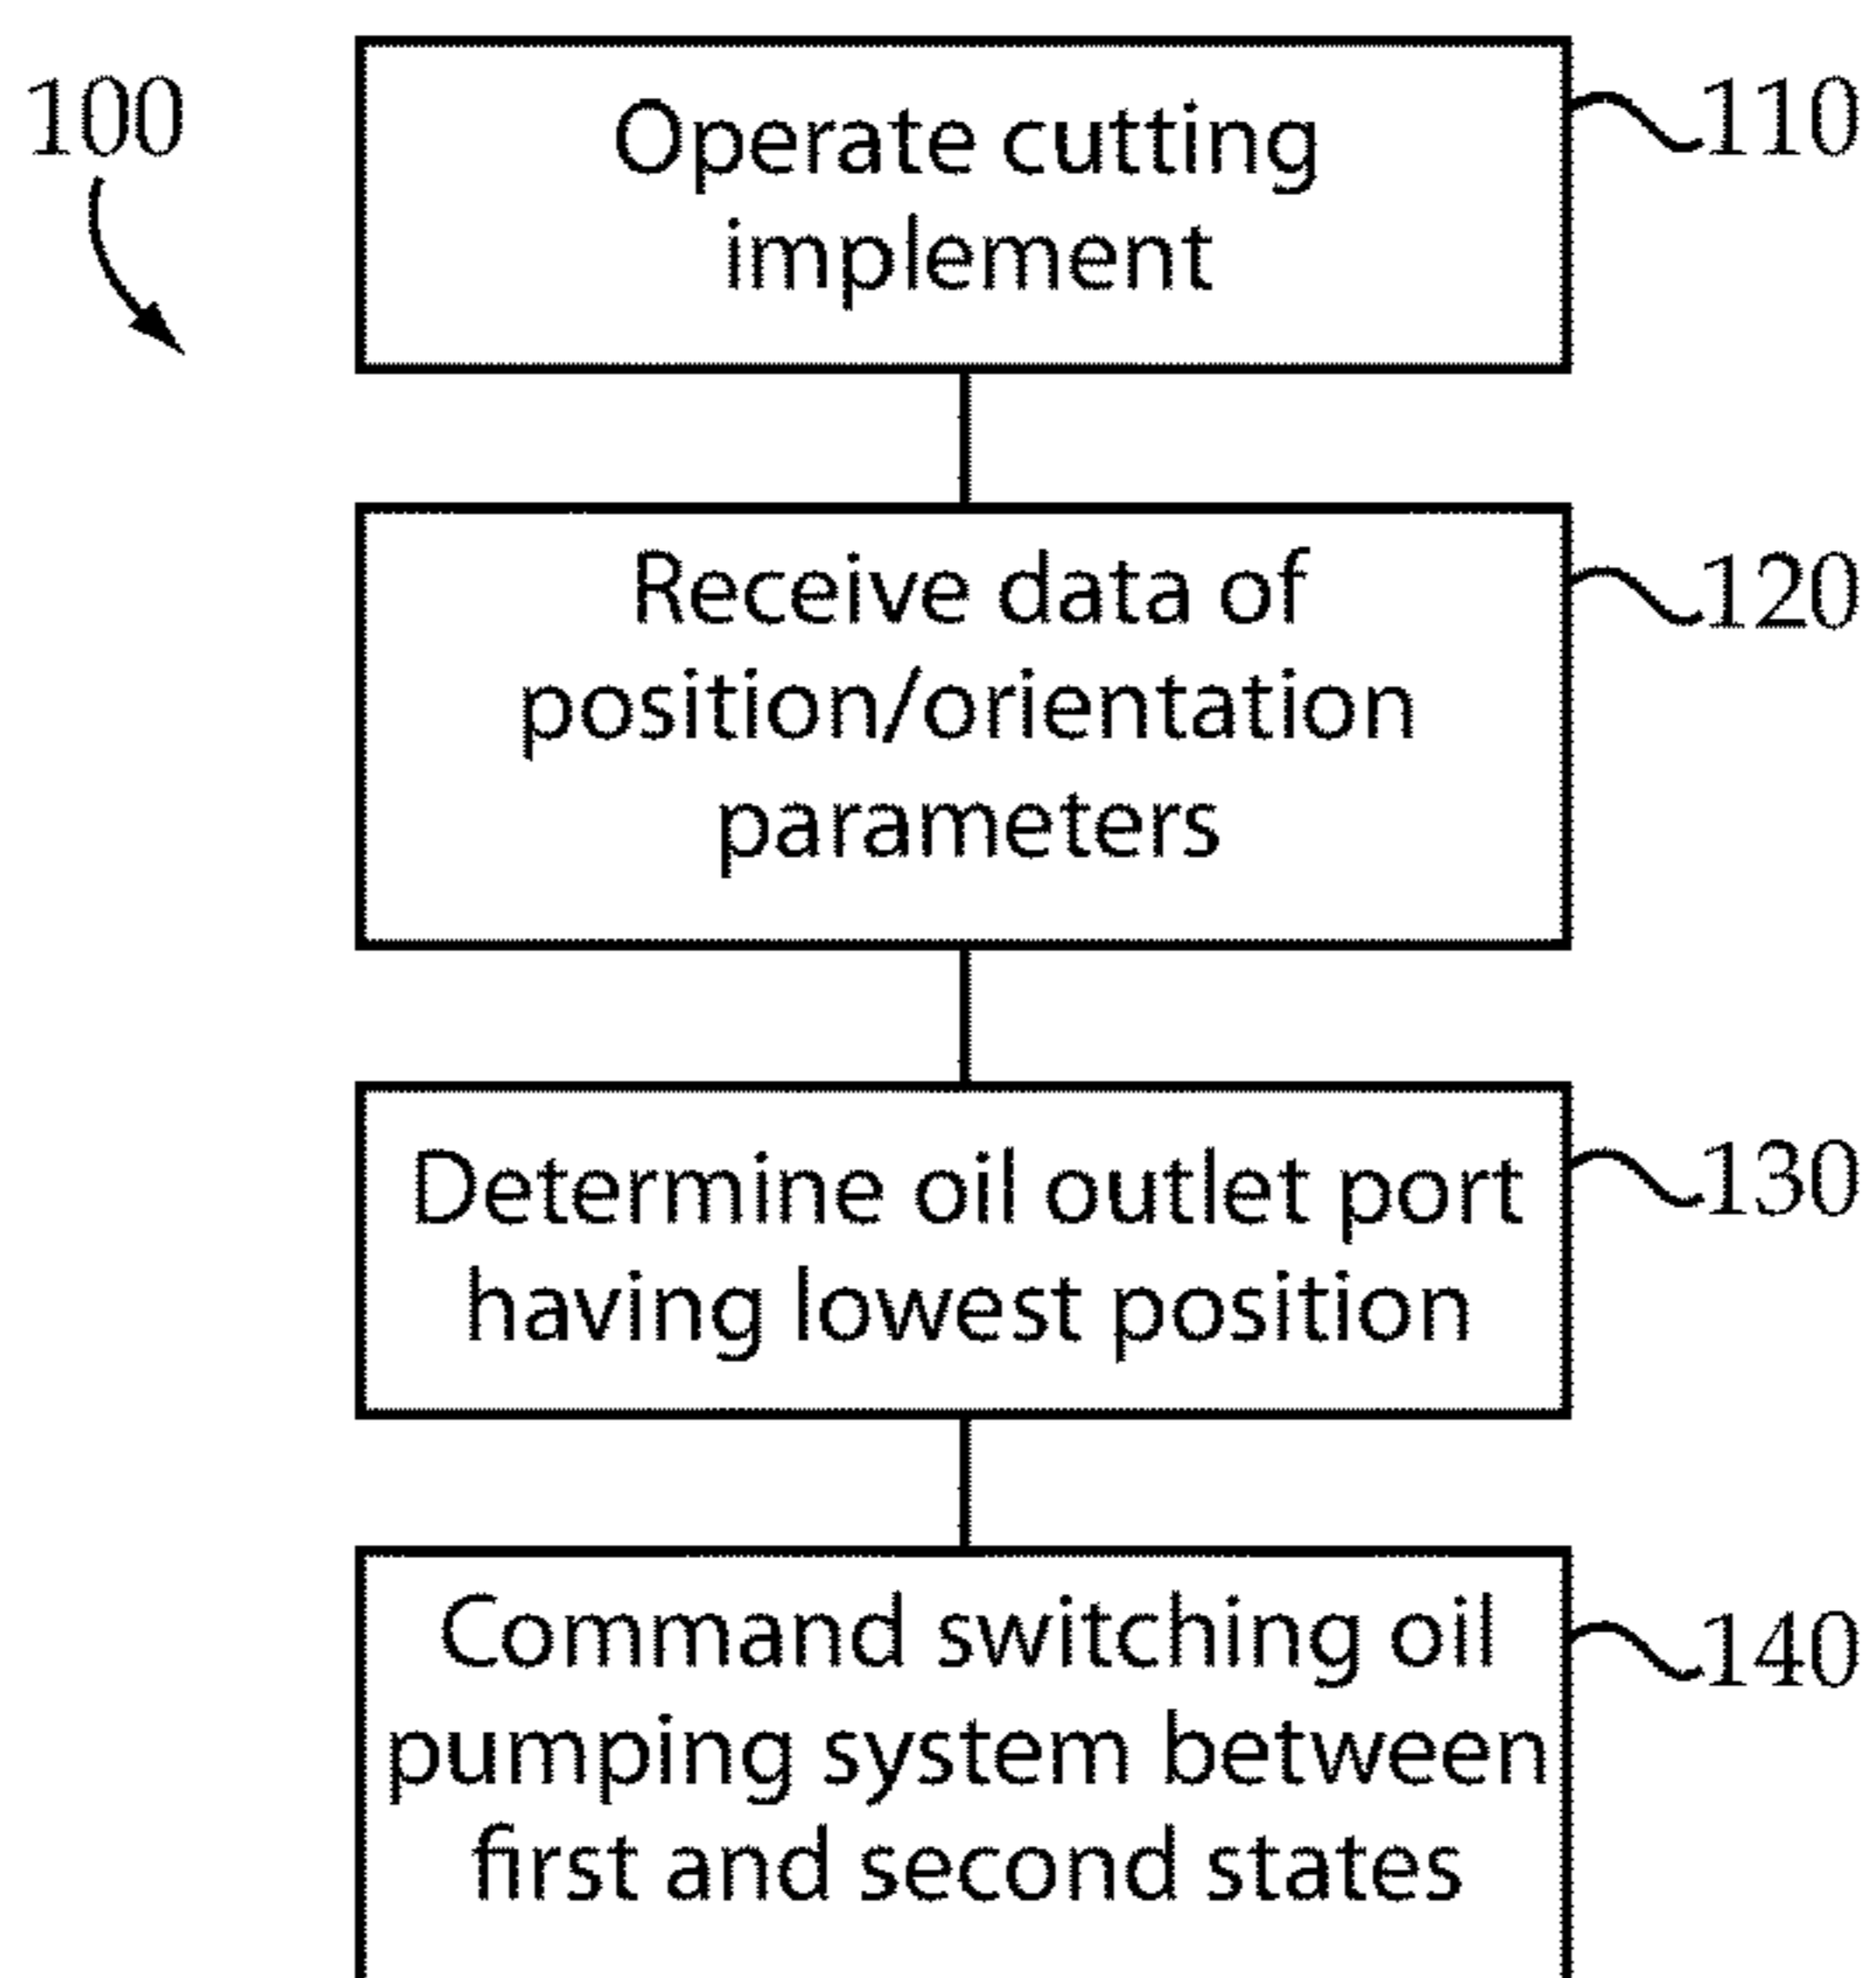 100
Operate cutting
implement
110
Receive data of
position/orientation
parameters
120
Determine oil outlet port
having lowest position
130
Command switching oil
pumping system between
first and second states
140